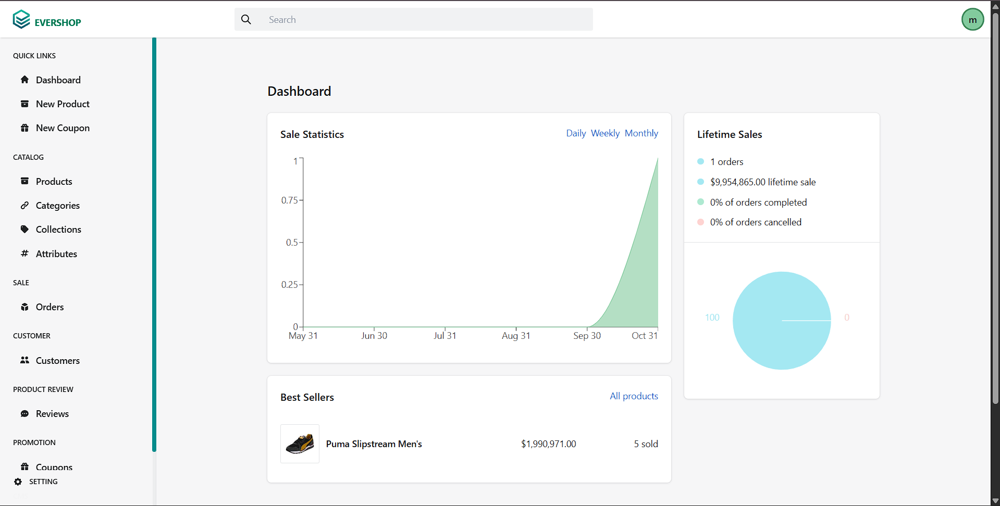 EVERSHOP
Search
m
QUICK LINKS
Dashboard
New Product
New Coupon
CATALOG
Products
Categories
Collections
Attributes
SALE
Orders
CUSTOMER
Customers
PRODUCT REVIEW
Reviews
PROMOTION
Coupons
SETTING
Dashboard
Sale Statistics
Daily Weekly Monthly
1
0.75
0.5
0.25
0
May 31 Jun 30 Jul 31 Aug 31 Sep 30 Oct 31
Lifetime Sales
1 orders
$9,954,865.00 lifetime sale
0% of orders completed
0% of orders cancelled
100 0
Best Sellers
All products
Puma Slipstream Men's $1,990,971.00 5 sold